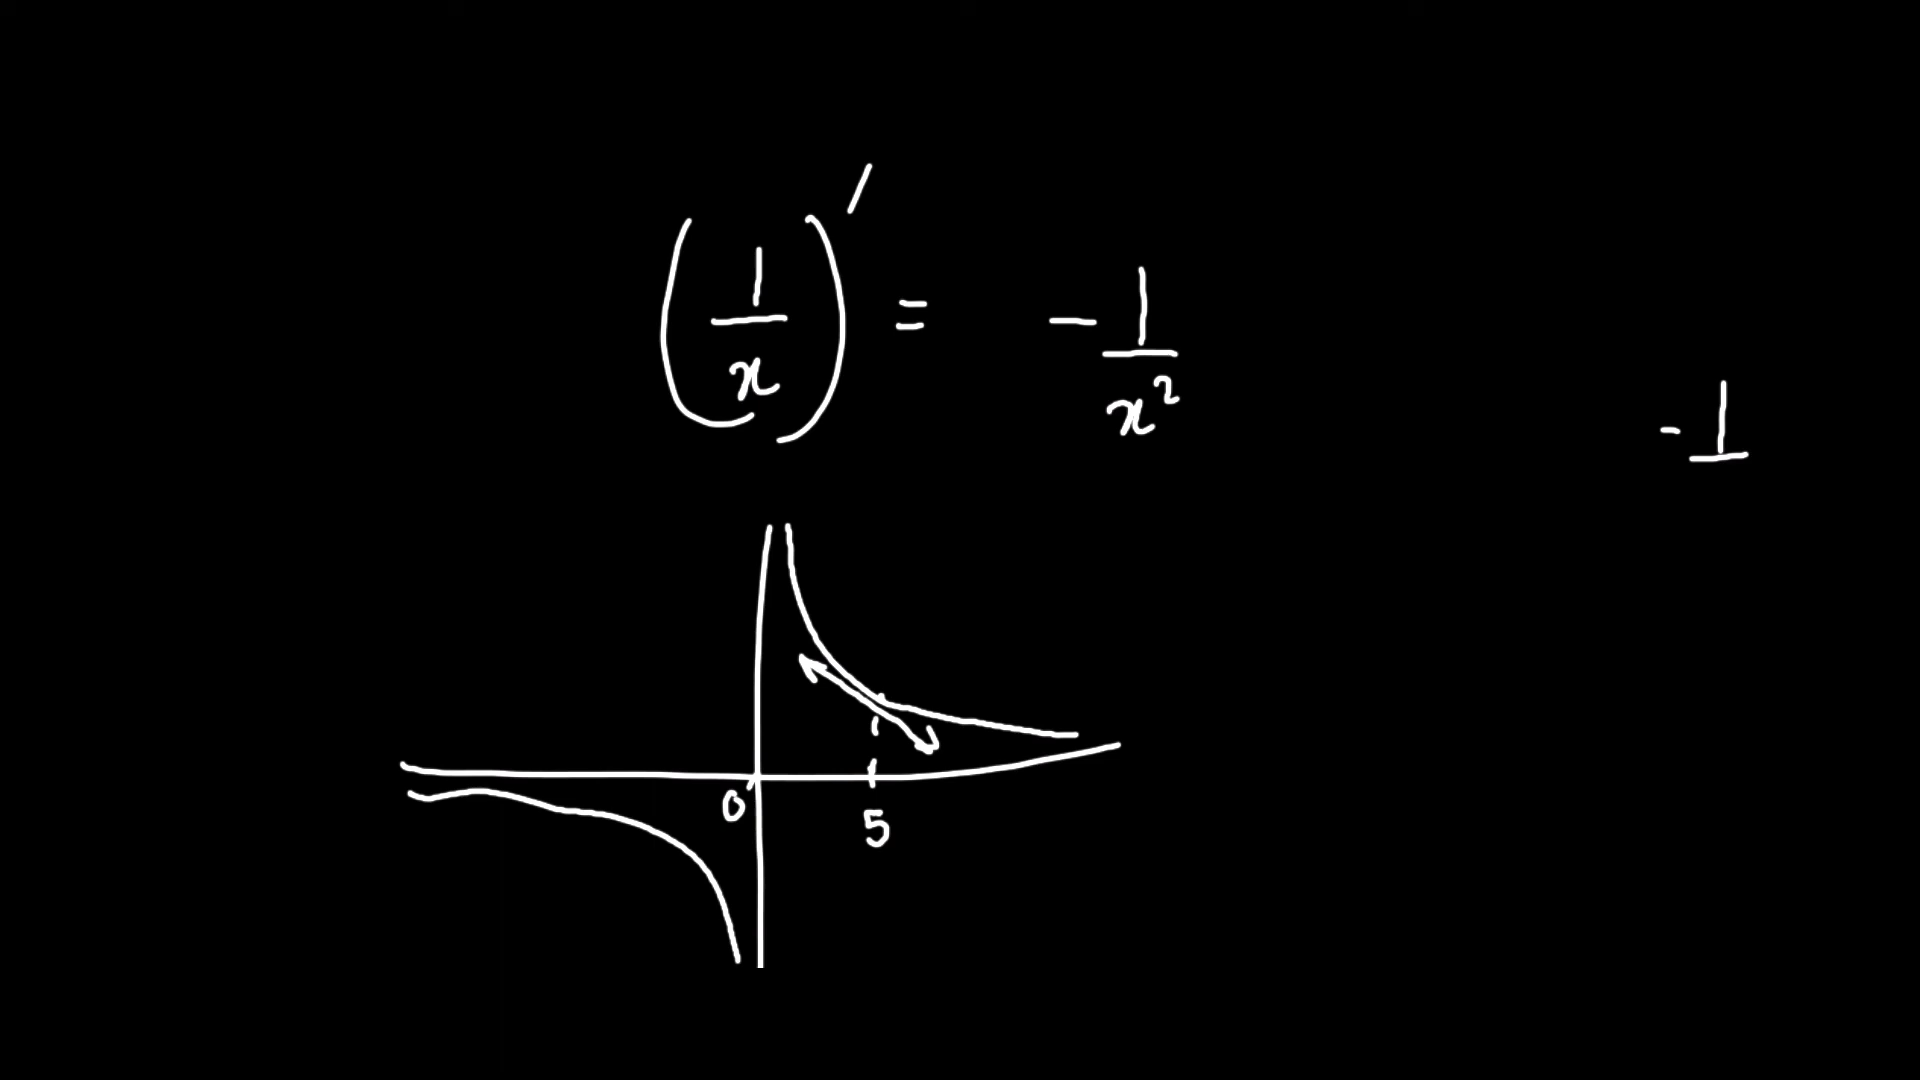 (1/x)′ = -1/x²
-1
0
5